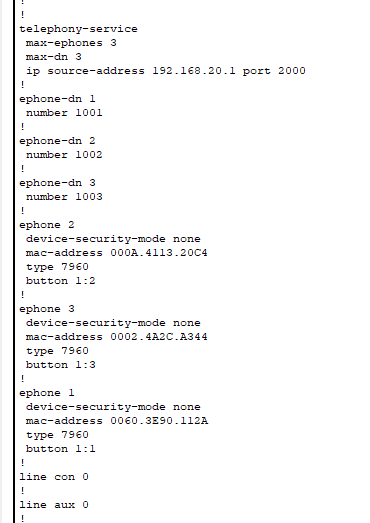 !
!
telephony-service
max-ephones 3
max-dn 3
ip source-address 192.168.20.1 port 2000
!
ephone-dn 1
number 1001
!
ephone-dn 2
number 1002
!
ephone-dn 3
number 1003
!
ephone 2
device-security-mode none
mac-address 000A.4113.20C4
type 7960
button 1:2
!
ephone 3
device-security-mode none
mac-address 0002.4A2C.A344
type 7960
button 1:3
!
ephone 1
device-security-mode none
mac-address 0060.3E90.112A
type 7960
button 1:1
!
line con 0
!
line aux 0
!